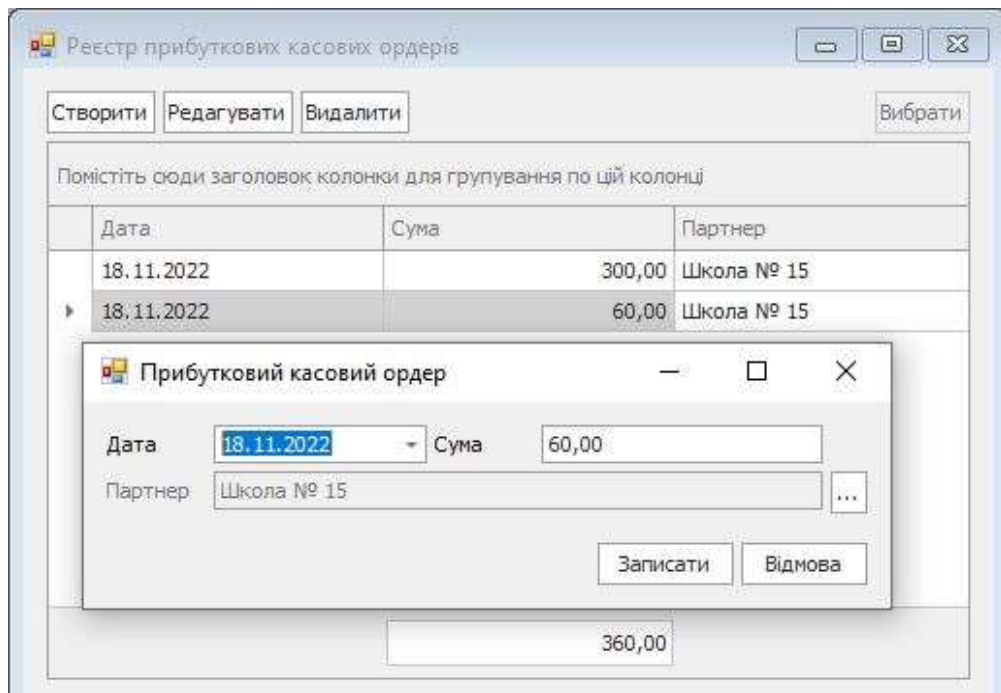 Реєстр прибуткових касових ордерів
Створити Редагувати Видалити Вибрати
Помістіть сюди заголовок колонки для групування по цій колонці
Дата Сума Партнер
18.11.2022 300,00 Школа № 15
18.11.2022 60,00 Школа № 15
Прибутковий касовий ордер
Дата 18.11.2022 Сума 60,00
Партнер Школа № 15 ...
Записати Відмова
360,00